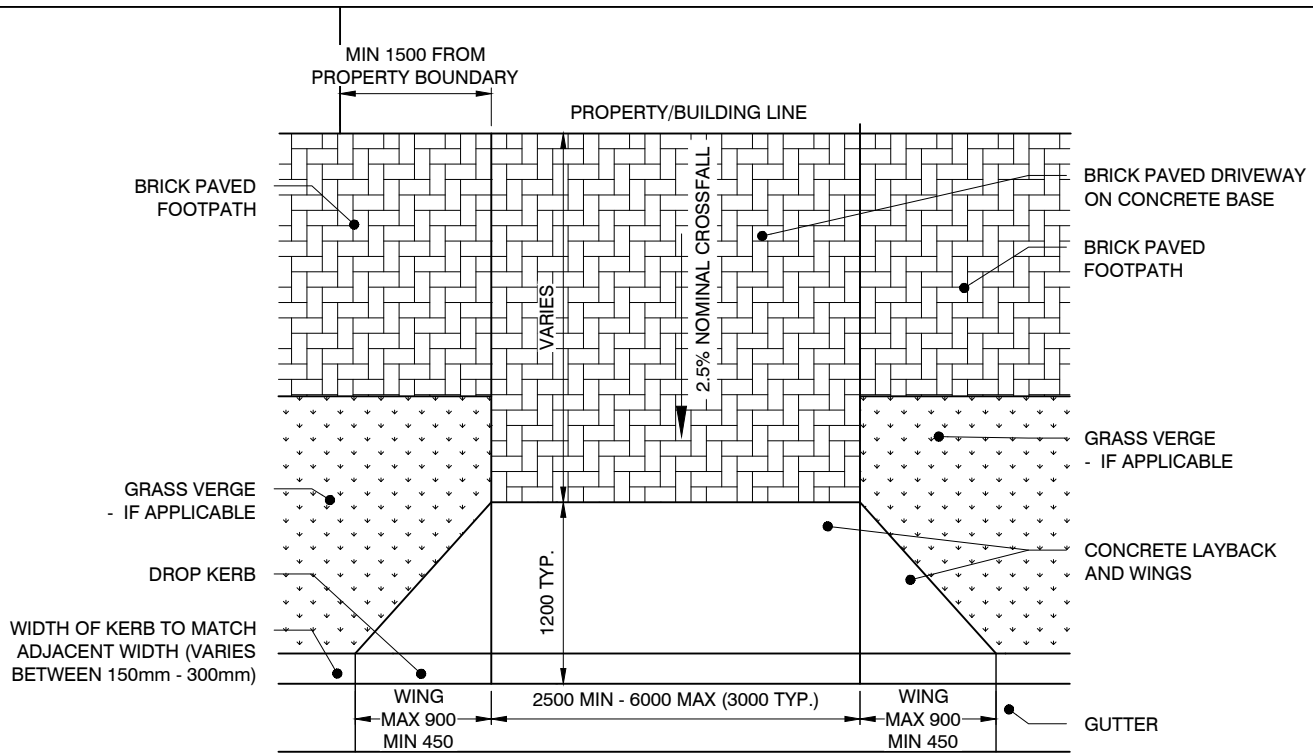 MIN 1500 FROM
PROPERTY BOUNDARY
PROPERTY/BUILDING LINE
BRICK PAVED
FOOTPATH
VARIES
2.5% NOMINAL CROSSFALL
BRICK PAVED DRIVEWAY
ON CONCRETE BASE
BRICK PAVED
FOOTPATH
GRASS VERGE
- IF APPLICABLE
GRASS VERGE
- IF APPLICABLE
DROP KERB
1200 TYP.
CONCRETE LAYBACK
AND WINGS
WIDTH OF KERB TO MATCH
ADJACENT WIDTH (VARIES
BETWEEN 150mm - 300mm)
WING
MAX 900
MIN 450
2500 MIN - 6000 MAX (3000 TYP.)
WING
MAX 900
MIN 450
GUTTER